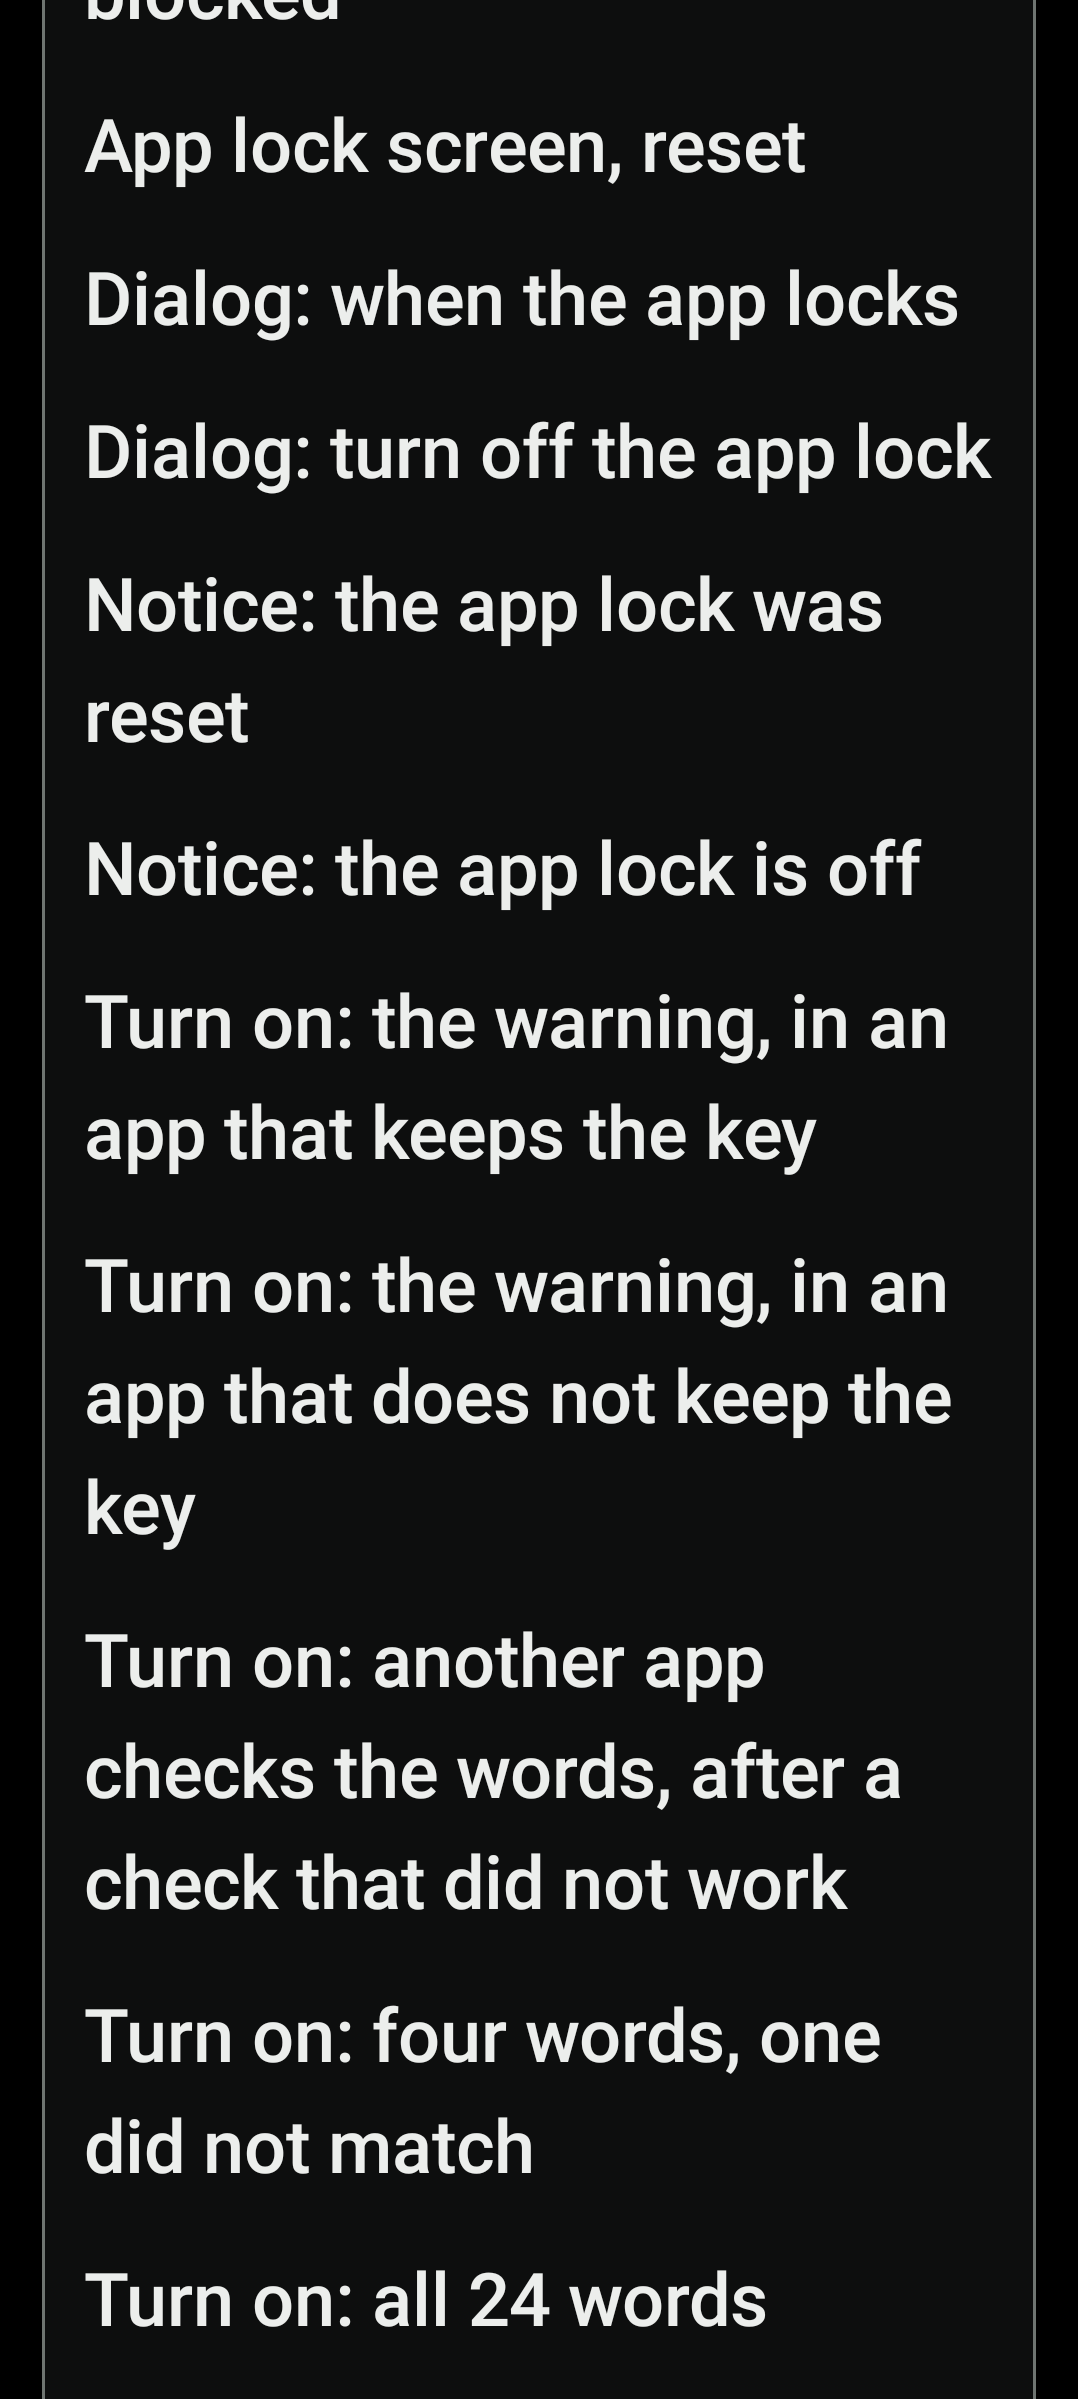 blocked
App lock screen, reset
Dialog: when the app locks
Dialog: turn off the app lock
Notice: the app lock was
reset
Notice: the app lock is off
Turn on: the warning, in an
app that keeps the key
Turn on: the warning, in an
app that does not keep the
key
Turn on: another app
checks the words, after a
check that did not work
Turn on: four words, one
did not match
Turn on: all 24 words